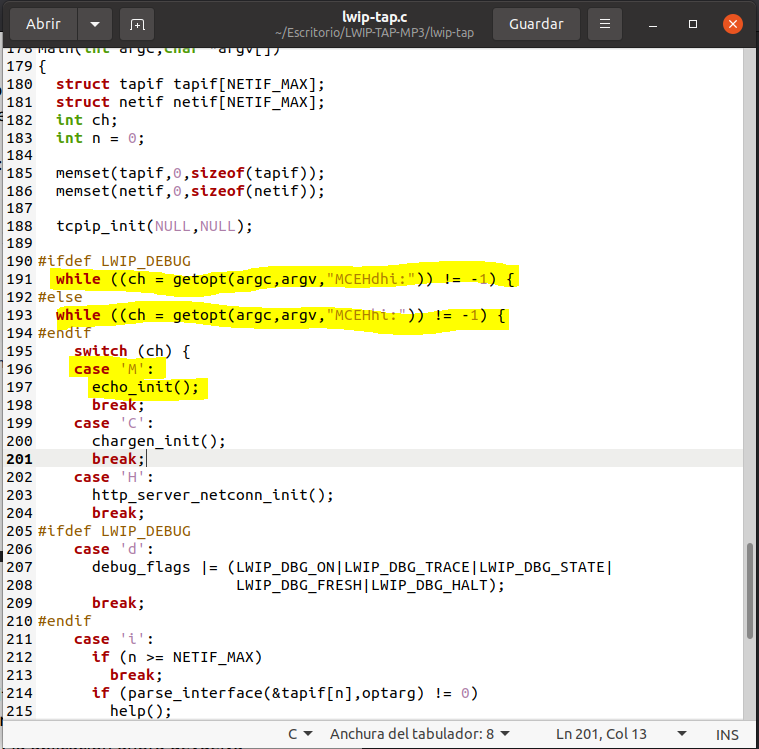 Abrir
lwip-tap.c
~/Escritorio/LWIP-TAP-MP3/lwip-tap
Guardar
178 main(int argc,char *argv[])
179 {
180   struct tapif tapif[NETIF_MAX];
181   struct netif netif[NETIF_MAX];
182   int ch;
183   int n = 0;
184
185   memset(tapif,0,sizeof(tapif));
186   memset(netif,0,sizeof(netif));
187
188   tcpip_init(NULL,NULL);
189
190 #ifdef LWIP_DEBUG
191   while ((ch = getopt(argc,argv,"MCEHdhi:")) != -1) {
192 #else
193   while ((ch = getopt(argc,argv,"MCEHhi:")) != -1) {
194 #endif
195     switch (ch) {
196     case 'M':
197       echo_init();
198       break;
199     case 'C':
200       chargen_init();
201       break;
202     case 'H':
203       http_server_netconn_init();
204       break;
205 #ifdef LWIP_DEBUG
206     case 'd':
207       debug_flags |= (LWIP_DBG_ON|LWIP_DBG_TRACE|LWIP_DBG_STATE|
208                       LWIP_DBG_FRESH|LWIP_DBG_HALT);
209       break;
210 #endif
211     case 'i':
212       if (n >= NETIF_MAX)
213         break;
214       if (parse_interface(&tapif[n],optarg) != 0)
215         help();
C
Anchura del tabulador: 8
Ln 201, Col 13
INS